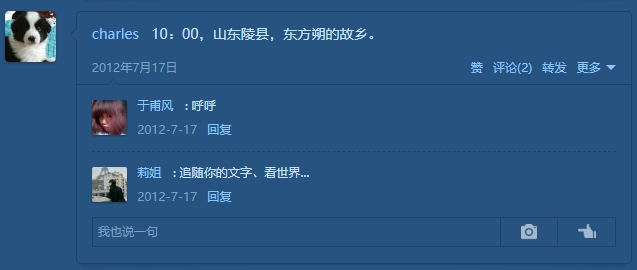 charles 10：00，山东陵县，东方朔的故乡。
2012年7月17日 赞 评论(2) 转发 更多
于甫风 : 呼呼
2012-7-17 回复
莉姐 : 追随你的文字、看世界...
2012-7-17 回复
我也说一句